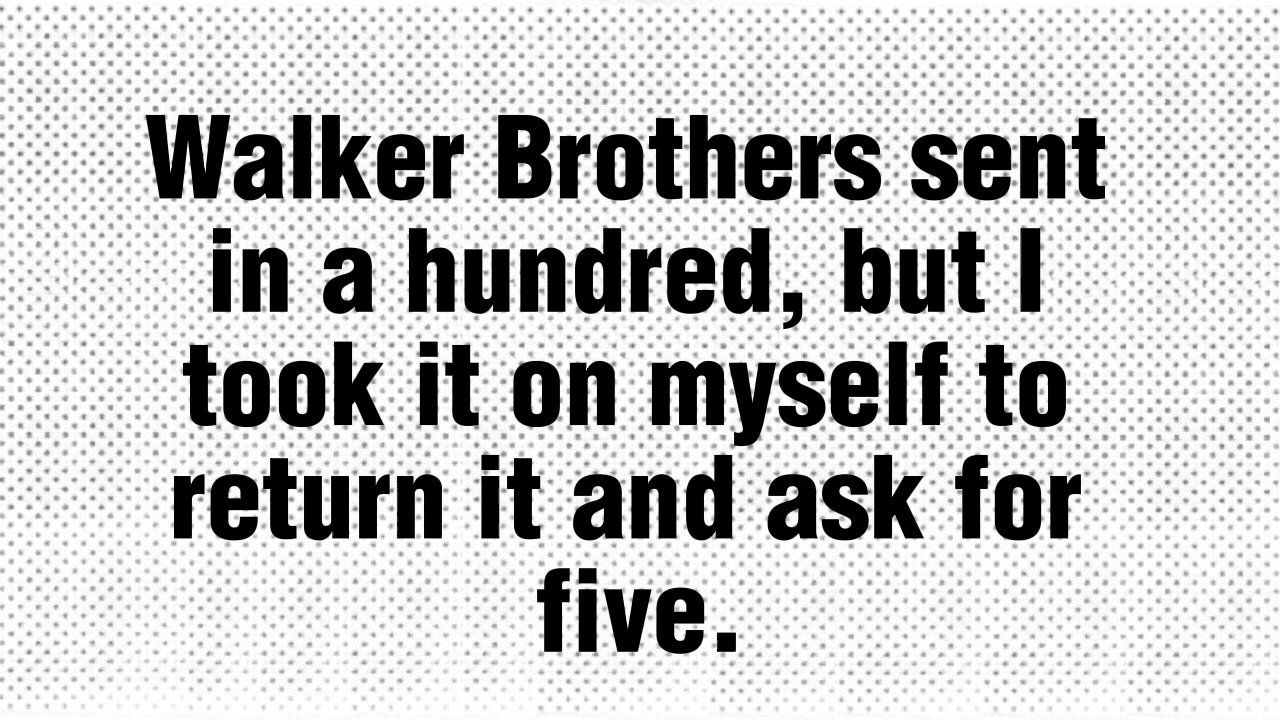 Walker Brothers sent
in a hundred, but I
took it on myself to
return it and ask for
five.